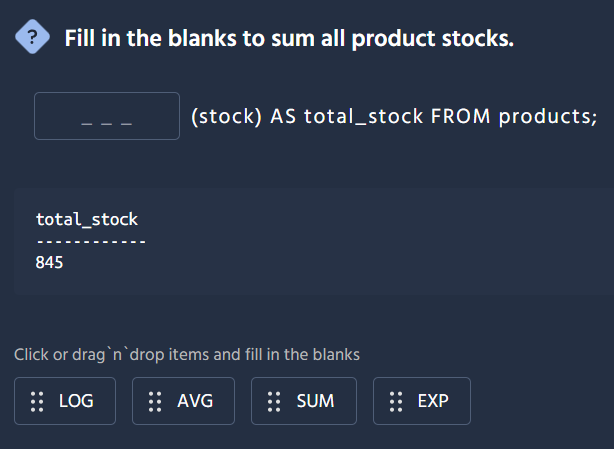 ?
Fill in the blanks to sum all product stocks.
_ _ _ (stock) AS total_stock FROM products;
total_stock
------------
845
Click or drag`n`drop items and fill in the blanks
LOG AVG SUM EXP